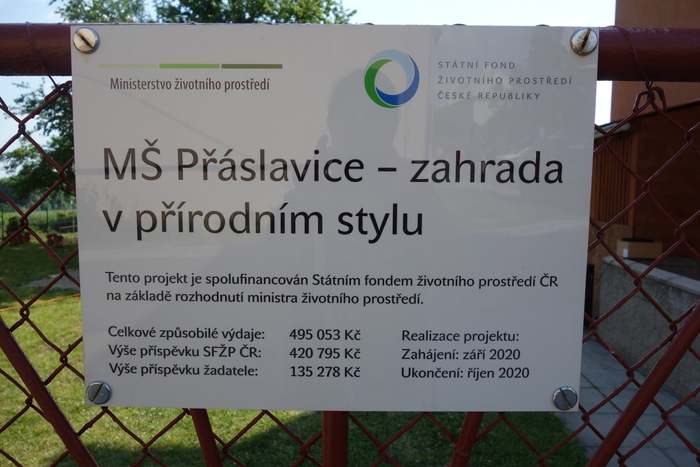 Ministerstvo životního prostředí
STÁTNÍ FOND
ŽIVOTNÍHO PROSTŘEDÍ
ČESKÉ REPUBLIKY
MŠ Přáslavice – zahrada
v přírodním stylu
Tento projekt je spolufinancován Státním fondem životního prostředí ČR
na základě rozhodnutí ministra životního prostředí.
Celkové způsobilé výdaje: 495 053 Kč
Výše příspěvku SFŽP ČR: 420 795 Kč
Výše příspěvku žadatele: 135 278 Kč
Realizace projektu:
Zahájení: září 2020
Ukončení: říjen 2020